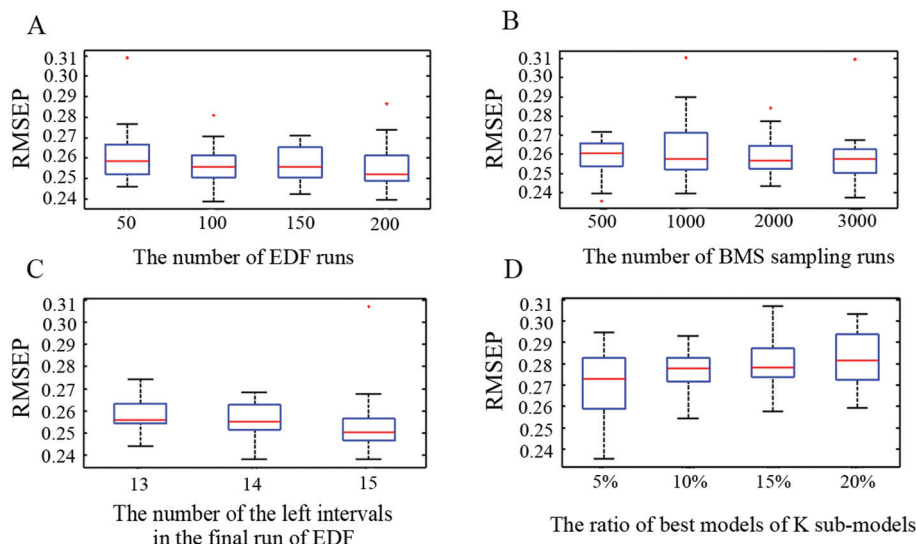 A
0.31
0.30
0.29
0.28
0.27
0.26
0.25
0.24
RMSEP
50 100 150 200
The number of EDF runs
B
0.31
0.30
0.29
0.28
0.27
0.26
0.25
0.24
RMSEP
500 1000 2000 3000
The number of BMS sampling runs
C
0.31
0.30
0.29
0.28
0.27
0.26
0.25
0.24
RMSEP
13 14 15
The number of the left intervals
in the final run of EDF
D
0.31
0.30
0.29
0.28
0.27
0.26
0.25
0.24
RMSEP
5% 10% 15% 20%
The ratio of best models of K sub-models